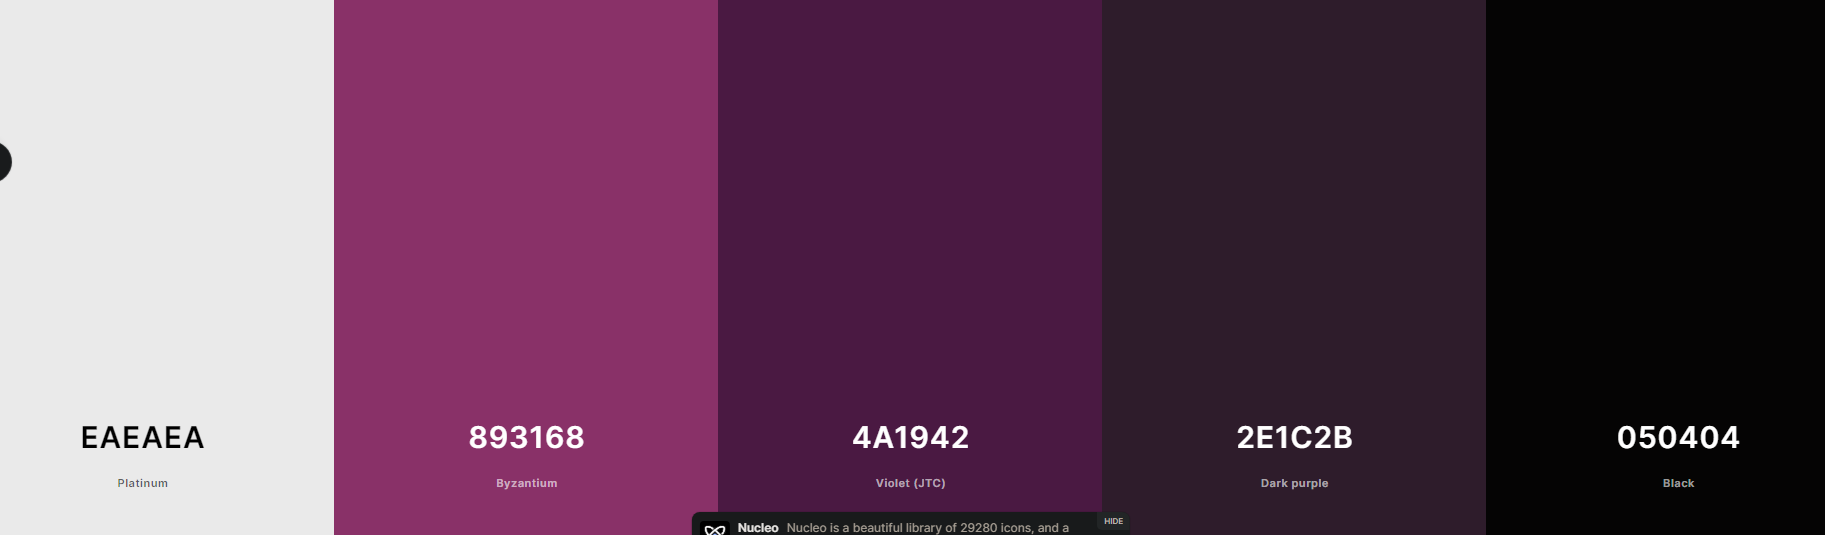 EAEAEA
Platinum
893168
Byzantium
4A1942
Violet (JTC)
2E1C2B
Dark purple
050404
Black
Nucleo Nucleo is a beautiful library of 29280 icons, and a
HIDE